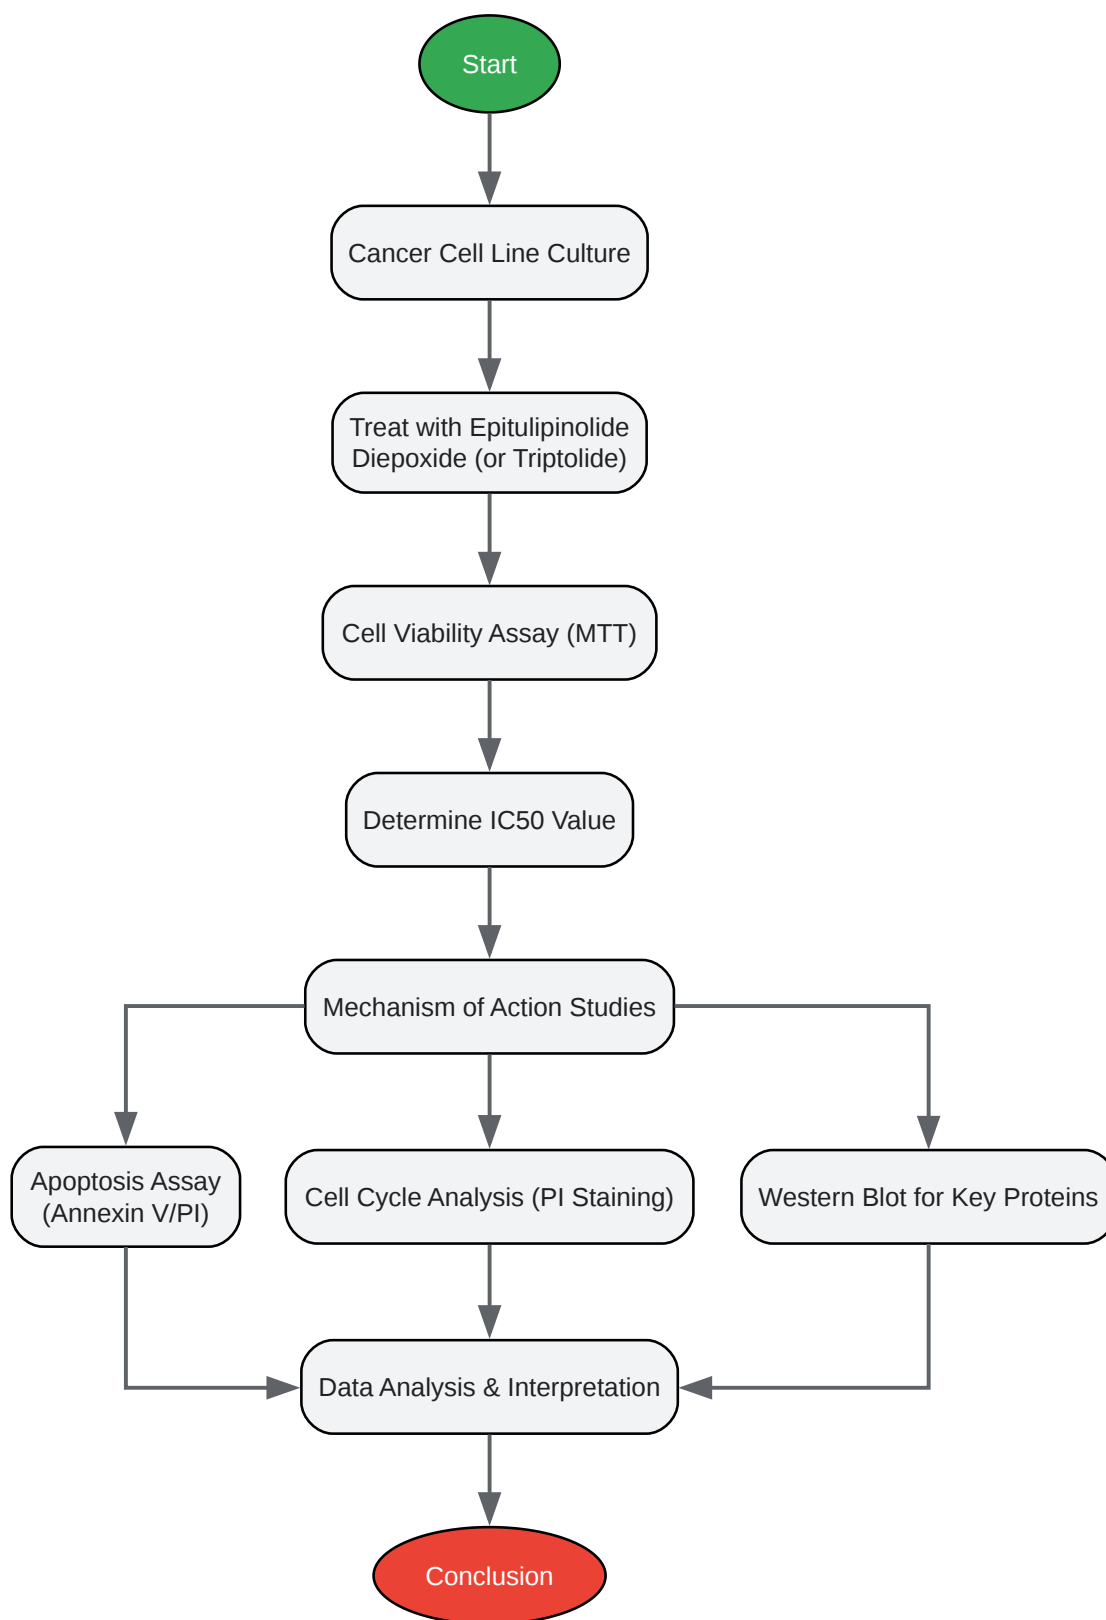 Start
Cancer Cell Line Culture
Treat with Epitulipinolide
Diepoxide (or Triptolide)
Cell Viability Assay (MTT)
Determine IC50 Value
Mechanism of Action Studies
Apoptosis Assay
(Annexin V/PI)
Cell Cycle Analysis (PI Staining)
Western Blot for Key Proteins
Data Analysis & Interpretation
Conclusion